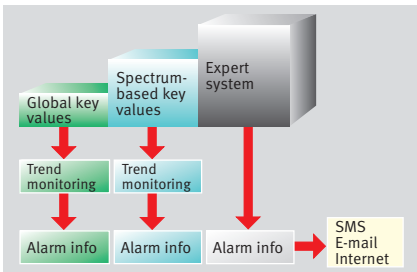 Global key
values
Spectrum-
based key
values
Expert
system
Trend
monitoring
Trend
monitoring
Alarm info
Alarm info
Alarm info
SMS
E-mail
Internet